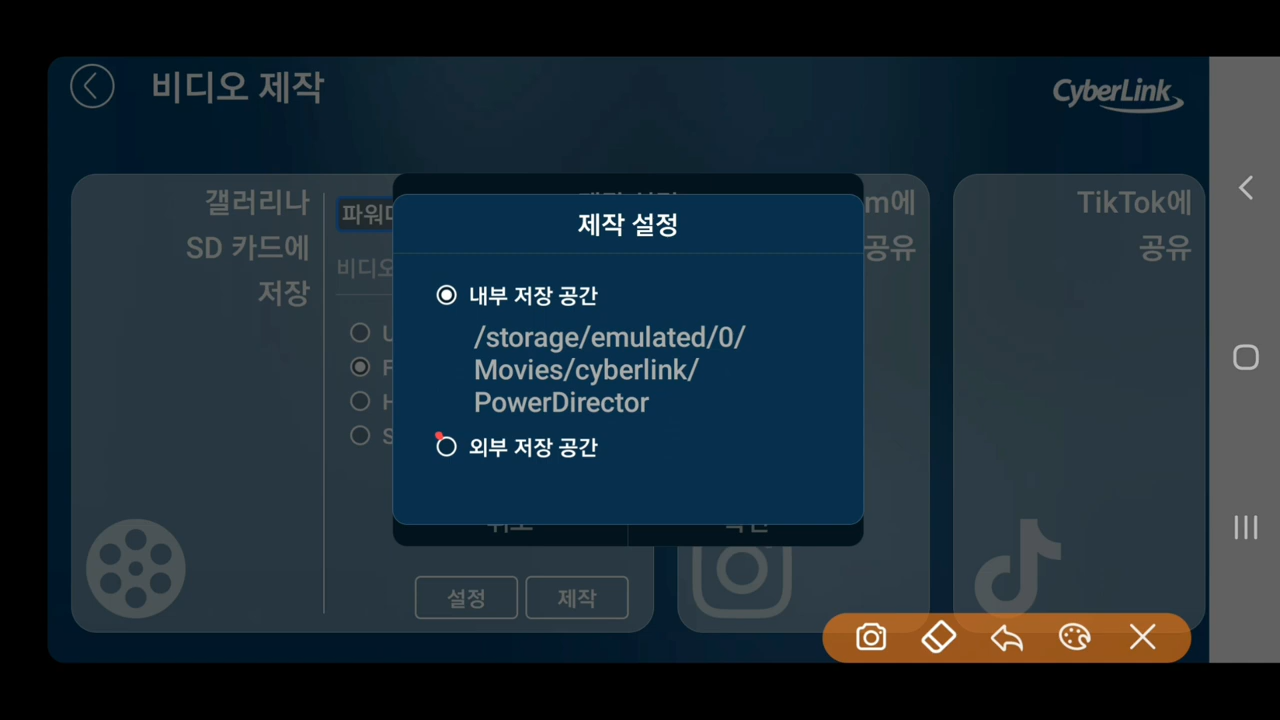 비디오 제작
CyberLink
갤러리나
SD 카드에
저장
비디오
제작 설정
내부 저장 공간
/storage/emulated/0/
Movies/cyberlink/
PowerDirector
외부 저장 공간
설정
제작
공유
TikTok에
공유